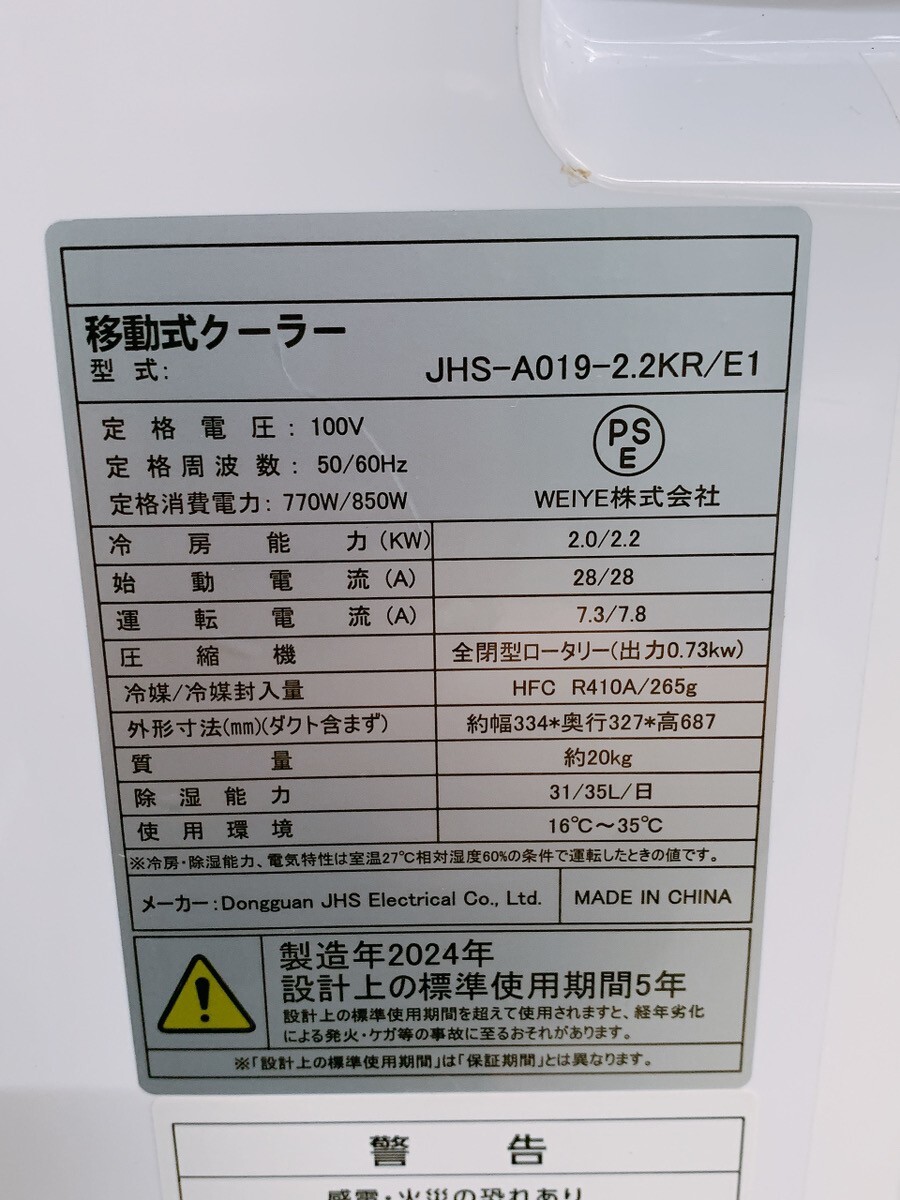 移動式クーラー
型式: JHS-A019-2.2KR/E1
定格電圧: 100V
定格周波数: 50/60Hz
定格消費電力: 770W/850W
PS
E
WEIYE株式会社
冷房能力(KW) 2.0/2.2
始動電流(A) 28/28
運転電流(A) 7.3/7.8
圧縮機 全閉型ロータリー(出力0.73kw)
冷媒/冷媒封入量 HFC R410A/265g
外形寸法(mm)(ダクト含まず) 約幅334*奥行327*高687
質量 約20kg
除湿能力 31/35L/日
使用環境 16℃～35℃
※冷房・除湿能力、電気特性は室温27℃相対湿度60%の条件で運転したときの値です。
メーカー:Dongguan JHS Electrical Co., Ltd. MADE IN CHINA
製造年2024年
設計上の標準使用期間5年
設計上の標準使用期間を超えて使用されますと、経年劣化
による発火・ケガ等の事故に至るおそれがあります。
※「設計上の標準使用期間」は「保証期間」とは異なります。
警告
感電・火災の恐れあり